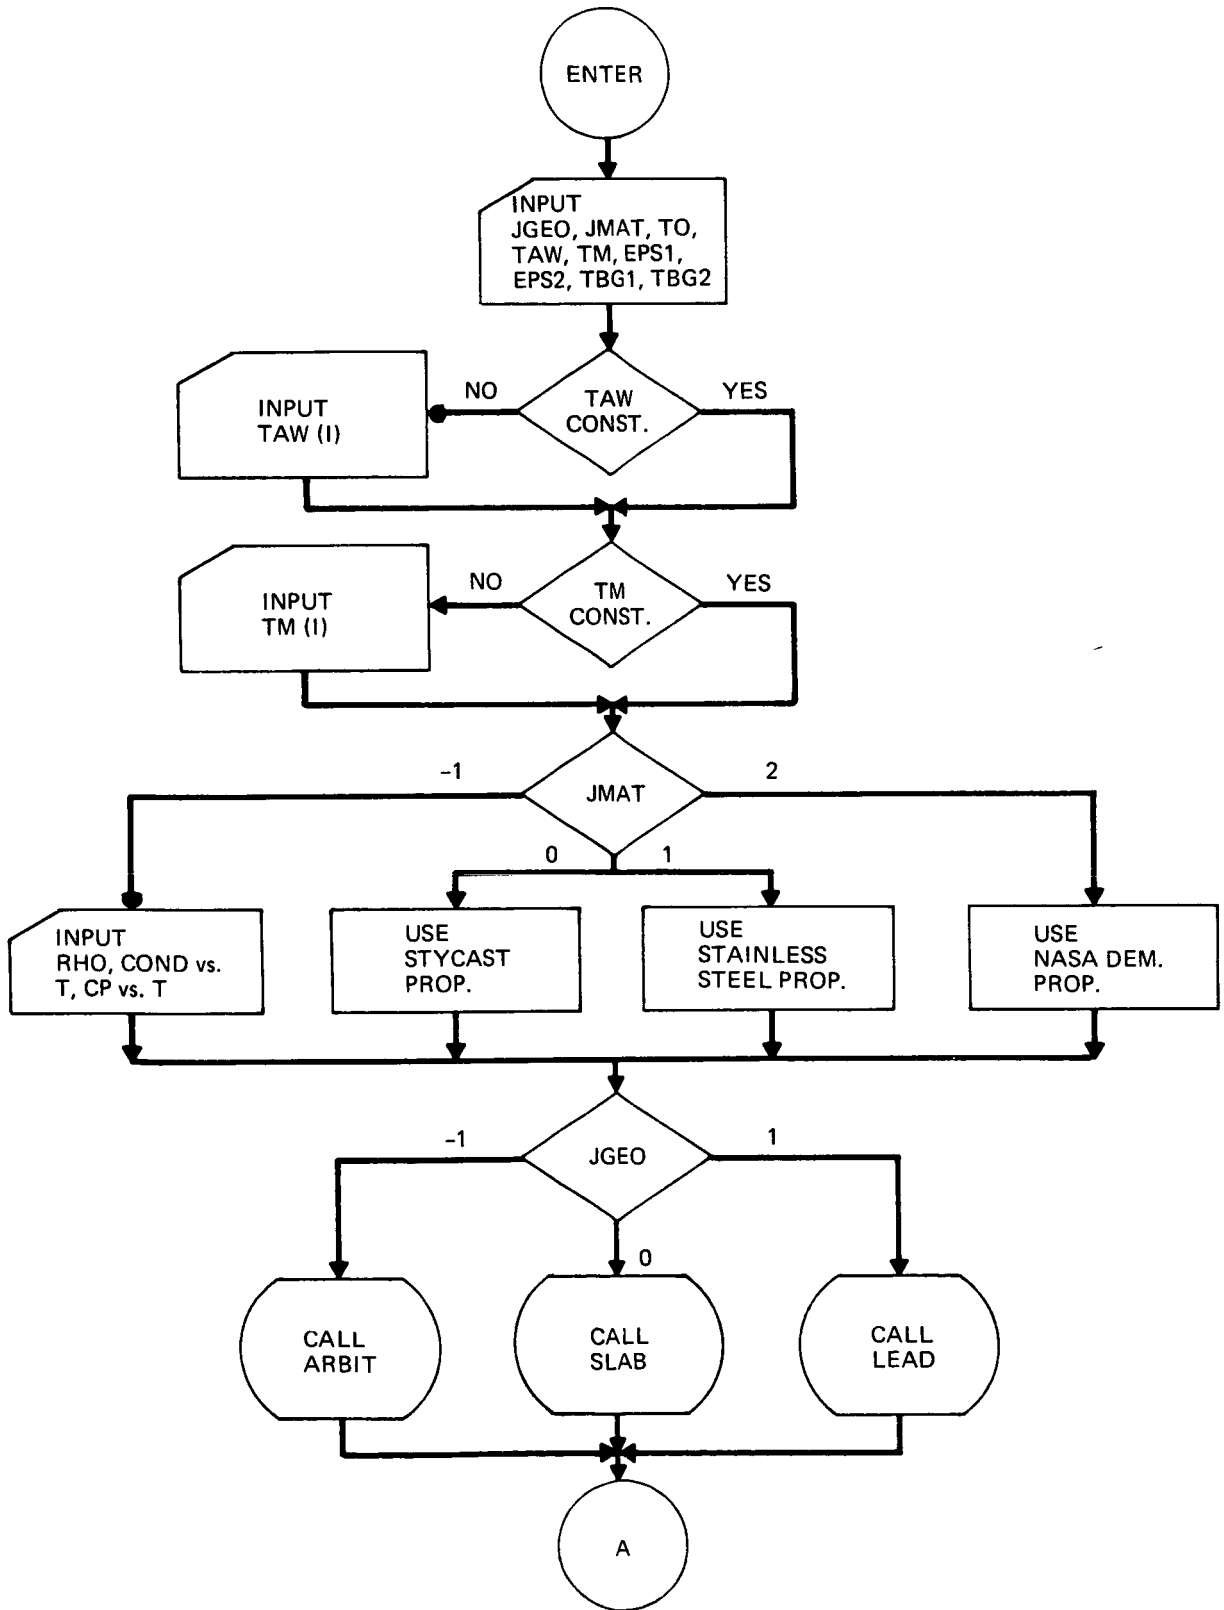 ENTER
INPUT
JGEO, JMAT, TO,
TAW, TM, EPS1,
EPS2, TBG1, TBG2
NO
TAW
CONST.
YES
INPUT
TAW (I)
NO
TM
CONST.
YES
INPUT
TM (I)
-1
JMAT
2
0
1
INPUT
RHO, COND vs.
T, CP vs. T
USE
STYCAST
PROP.
USE
STAINLESS
STEEL PROP.
USE
NASA DEM.
PROP.
-1
JGEO
1
0
CALL
ARBIT
CALL
SLAB
CALL
LEAD
A